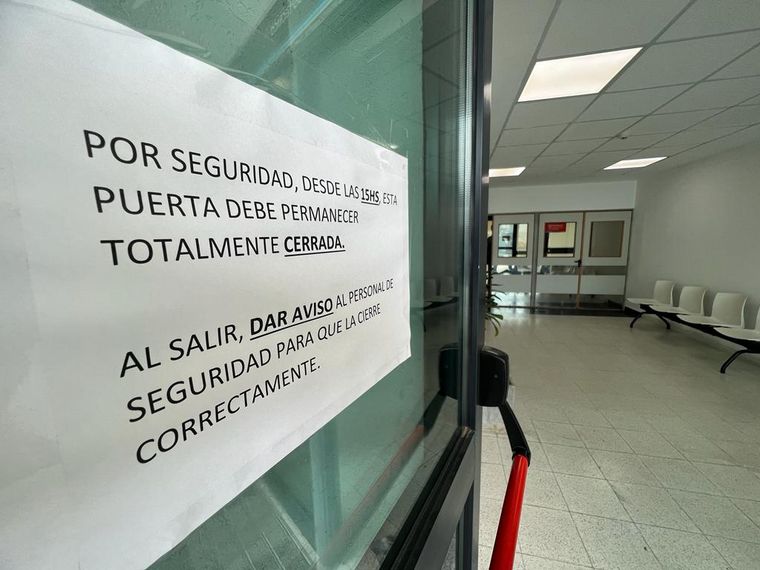 POR SEGURIDAD, DESDE LAS 15HS, ESTA
PUERTA DEBE PERMANECER
TOTALMENTE CERRADA.
AL SALIR, DAR AVISO AL PERSONAL DE
SEGURIDAD PARA QUE LA CIERRE
CORRECTAMENTE.